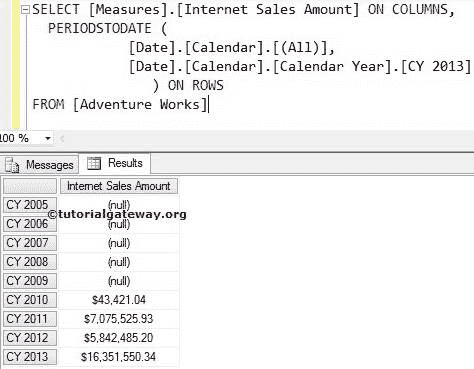 SELECT [Measures].[Internet Sales Amount] ON COLUMNS,
PERIODSTODATE (
[Date].[Calendar].[(All)],
[Date].[Calendar].[Calendar Year].[CY 2013]
) ON ROWS
FROM [Adventure Works]
100 %
Messages Results
Internet Sales Amount
CY 2005 (null)
©tutorialgateway.org
CY 2006 (null)
CY 2007 (null)
CY 2008 (null)
CY 2009 (null)
CY 2010 $43,421.04
CY 2011 $7,075,525.93
CY 2012 $5,842,485.20
CY 2013 $16,351,550.34